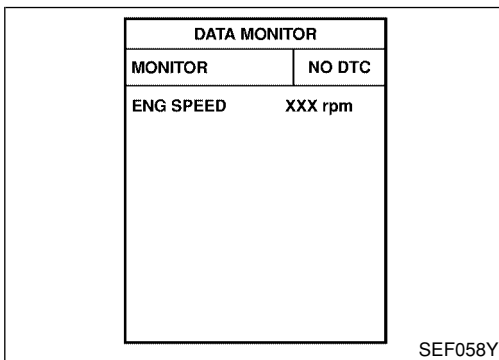 DATA MONITOR
MONITOR NO DTC
ENG SPEED XXX rpm
SEF058Y